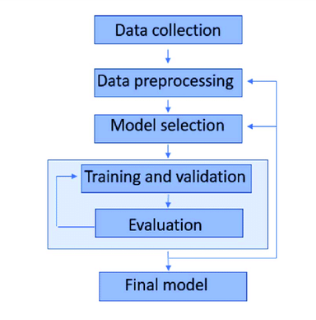 Data collection
Data preprocessing
Model selection
Training and validation
Evaluation
Final model